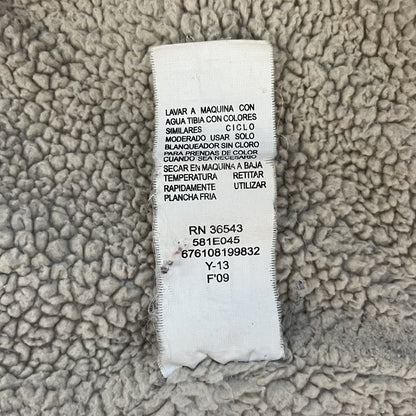 LAVAR A MAQUINA CON
AGUA TIBIA CON COLORES
SIMILARES CICLO
MODERADO USAR SOLO
BLANQUEADOR SIN CLORO
PARA PRENDAS DE COLOR
CUANDO SEA NECESARIO
SECAR EN MAQUINA A BAJA
TEMPERATURA RETITAR
RAPIDAMENTE UTILIZAR
PLANCHA FRIA
RN 36543
581E045
676108199832
Y-13
F'09